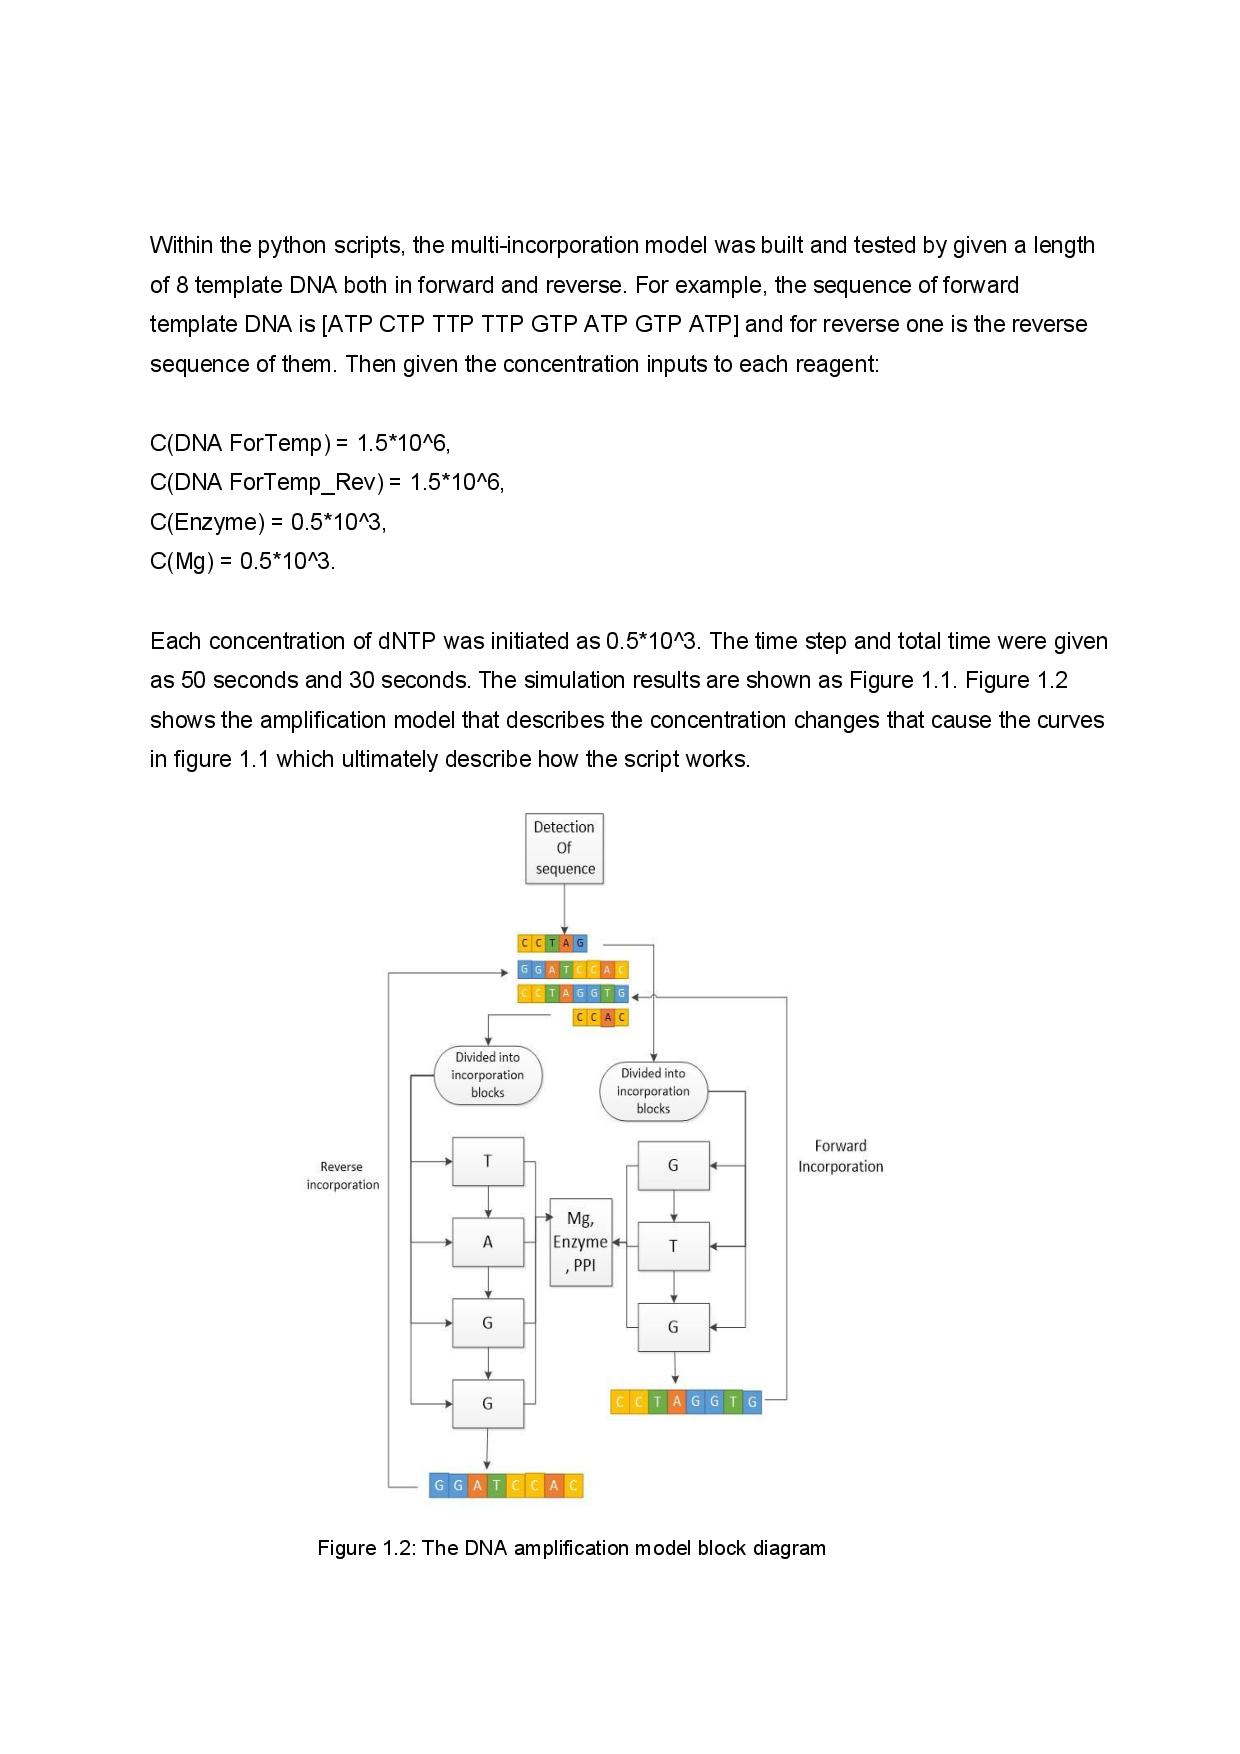 Within the python scripts, the multi-incorporation model was built and tested by given a length
of 8 template DNA both in forward and reverse. For example, the sequence of forward
template DNA is [ATP CTP TTP TTP GTP ATP GTP ATP] and for reverse one is the reverse
sequence of them. Then given the concentration inputs to each reagent:
C(DNA ForTemp) = 1.5*10^6,
C(DNA ForTemp_Rev) = 1.5*10^6,
C(Enzyme) = 0.5*10^3,
C(Mg) = 0.5*10^3.
Each concentration of dNTP was initiated as 0.5*10^3. The time step and total time were given
as 50 seconds and 30 seconds. The simulation results are shown as Figure 1.1. Figure 1.2
shows the amplification model that describes the concentration changes that cause the curves
in figure 1.1 which ultimately describe how the script works.
Detection
Of
sequence
C C T A G
G G A T C C A C
C C T A G G T G
C C A C
Divided into
incorporation
blocks
Divided into
incorporation
blocks
Reverse
incorporation
T
A
G
G
Mg,
Enzyme
, PPI
G
T
G
Forward
Incorporation
C C T A G G T G
G G A T C C A C
Figure 1.2: The DNA amplification model block diagram